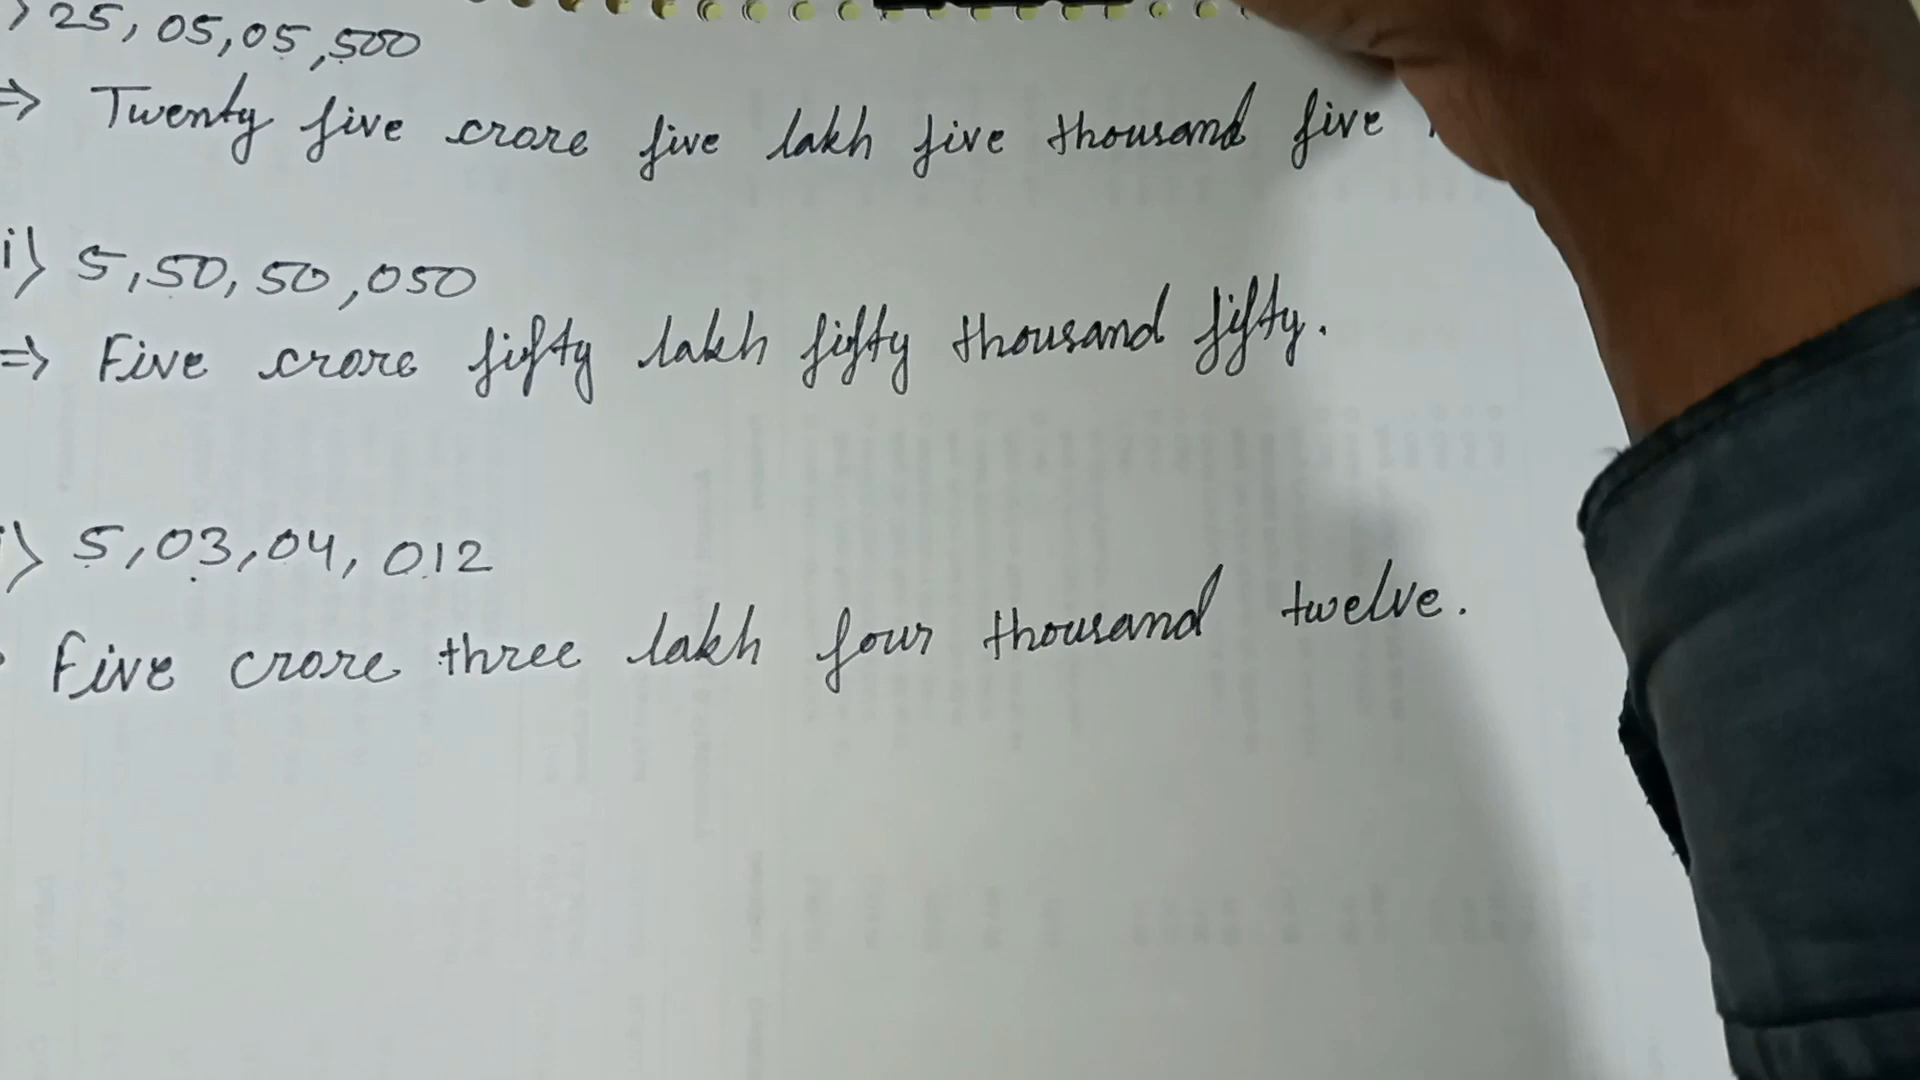 25, 05,05,500
=> Twenty five crore five lakh five thousand five
i) 5,50,50,050
=> Five crore fifty lakh fifty thousand fifty.
i) 5,03,04,012
Five crore three lakh four thousand twelve.